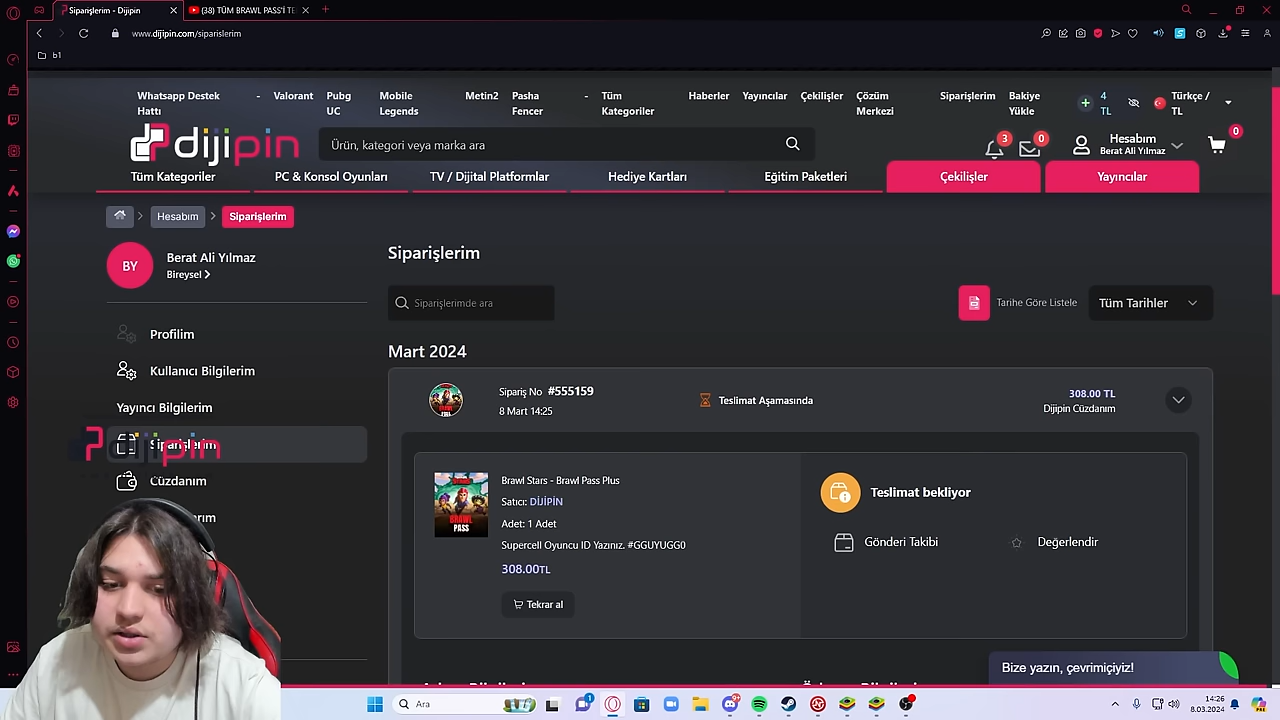 Siparişlerim - Dijipin
(38) TÜM BRAWL PASS'İ TE
www.dijipin.com/siparislerim
b1
Whatsapp Destek Hattı
-
Valorant
Pubg UC
Mobile Legends
Metin2
Pasha Fencer
-
Tüm Kategoriler
Haberler
Yayıncılar
Çekilişler
Çözüm Merkezi
Siparişlerim
Bakiye Yükle
4 TL
Türkçe / TL
dijipin
Ürün, kategori veya marka ara
3
0
Hesabım
Berat Ali Yılmaz
0
Tüm Kategoriler
PC & Konsol Oyunları
TV / Dijital Platformlar
Hediye Kartları
Eğitim Paketleri
Çekilişler
Yayıncılar
Hesabım
Siparişlerim
BY
Berat Ali Yılmaz
Bireysel
Siparişlerim
Siparişlerimde ara
Tarihe Göre Listele
Tüm Tarihler
Profilim
Kullanıcı Bilgilerim
Yayıncı Bilgilerim
Siparişlerim
dijipin
Cüzdanım
Mart 2024
Sipariş No #555159
8 Mart 14:25
Teslimat Aşamasında
308.00 TL
Dijipin Cüzdanım
BRAWL
PASS
Brawl Stars - Brawl Pass Plus
Satıcı: DİJİPİN
Adet: 1 Adet
Supercell Oyuncu ID Yazınız. #GGUYUGG0
308.00TL
Tekrar al
Teslimat bekliyor
Gönderi Takibi
Değerlendir
Bize yazın, çevrimiçiyiz!
Ara
1
9+
14:26
8.03.2024